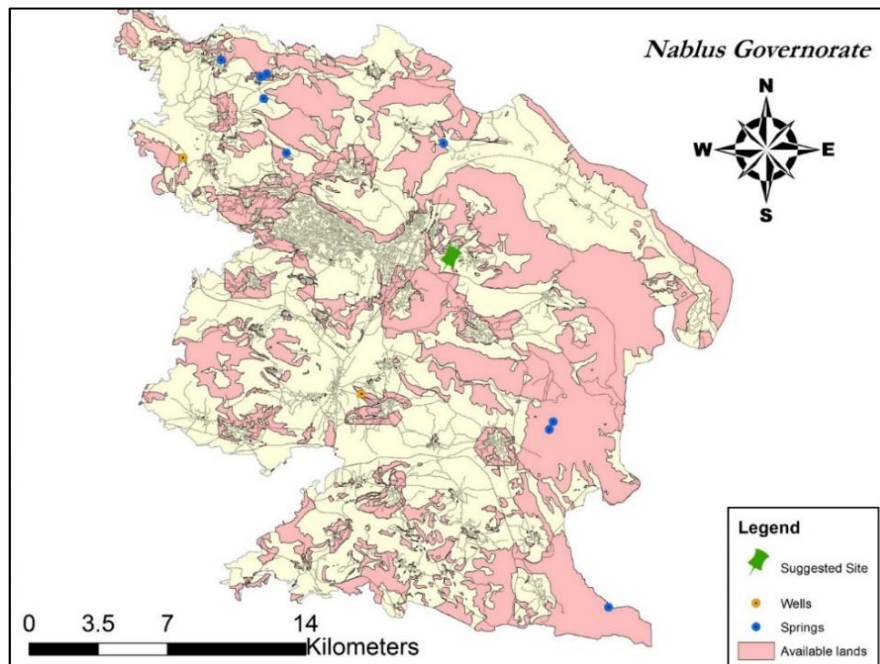 Nablus Governorate
N
W
E
S
Legend
Suggested Site
Wells
Springs
Available lands
0
3.5
7
14
Kilometers